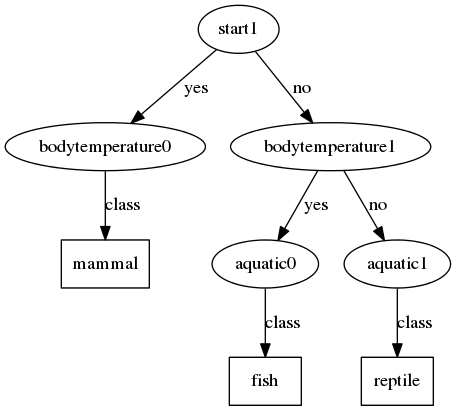 start1
yes
no
bodytemperature0
bodytemperature1
class
yes
no
mammal
aquatic0
aquatic1
class
class
fish
reptile